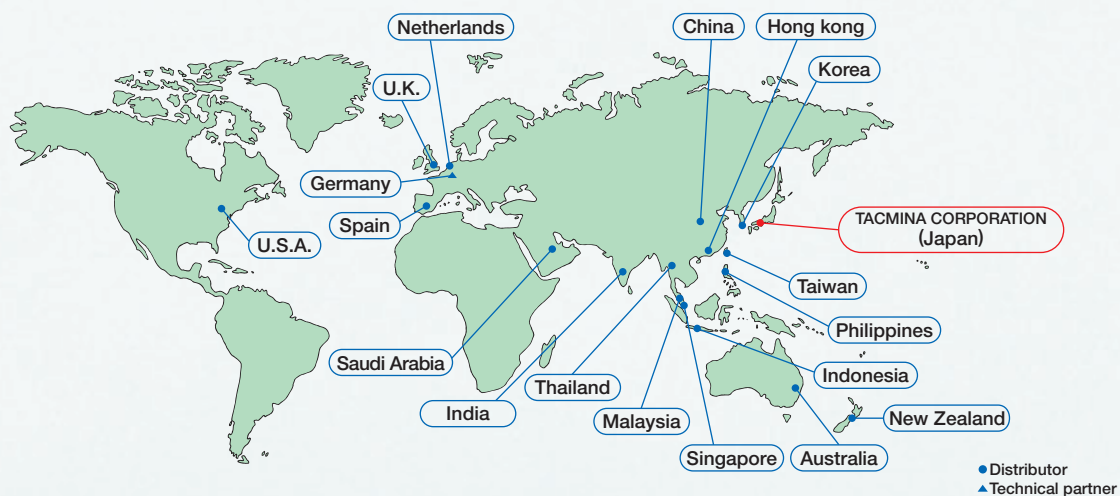 Netherlands
China
Hong kong
U.K.
Korea
Germany
Spain
TACMINA CORPORATION
(Japan)
U.S.A.
Taiwan
Philippines
Saudi Arabia
Indonesia
Thailand
India
Malaysia
New Zealand
Singapore
Australia
Distributor
Technical partner